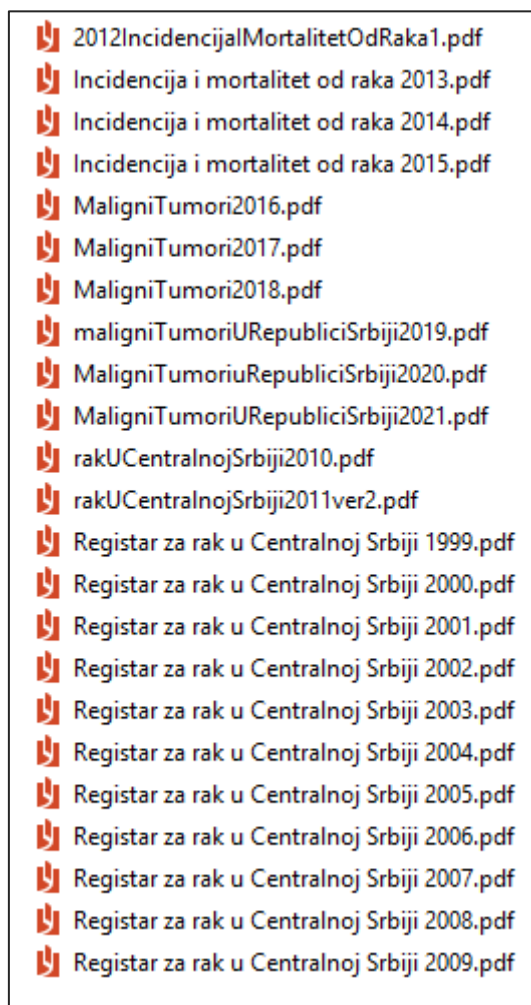 2012IncidencijaIMortalitetOdRaka1.pdf
Incidencija i mortalitet od raka 2013.pdf
Incidencija i mortalitet od raka 2014.pdf
Incidencija i mortalitet od raka 2015.pdf
MaligniTumori2016.pdf
MaligniTumori2017.pdf
MaligniTumori2018.pdf
maligniTumoriURepubliciSrbiji2019.pdf
MaligniTumoriuRepubliciSrbiji2020.pdf
MaligniTumoriURepubliciSrbiji2021.pdf
rakUCentralnojSrbiji2010.pdf
rakUCentralnojSrbiji2011ver2.pdf
Registar za rak u Centralnoj Srbiji 1999.pdf
Registar za rak u Centralnoj Srbiji 2000.pdf
Registar za rak u Centralnoj Srbiji 2001.pdf
Registar za rak u Centralnoj Srbiji 2002.pdf
Registar za rak u Centralnoj Srbiji 2003.pdf
Registar za rak u Centralnoj Srbiji 2004.pdf
Registar za rak u Centralnoj Srbiji 2005.pdf
Registar za rak u Centralnoj Srbiji 2006.pdf
Registar za rak u Centralnoj Srbiji 2007.pdf
Registar za rak u Centralnoj Srbiji 2008.pdf
Registar za rak u Centralnoj Srbiji 2009.pdf